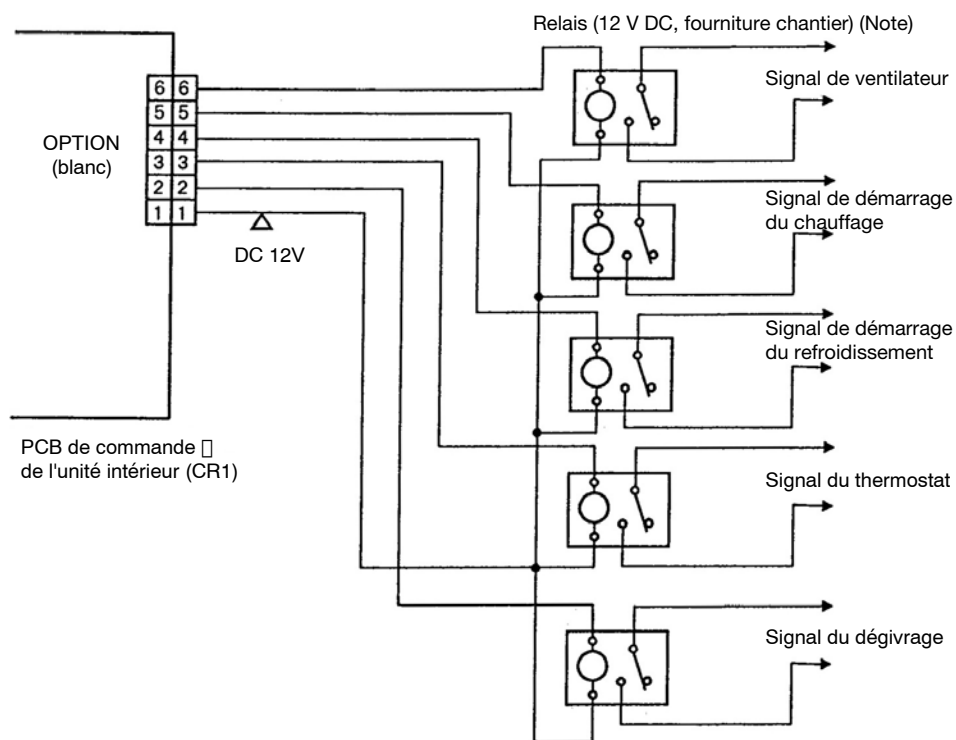 Relais (12 V DC, fourniture chantier) (Note)
Signal de ventilateur
6 6
5 5
4 4
3 3
2 2
1 1
OPTION
(blanc)
DC 12V
Signal de démarrage
du chauffage
Signal de démarrage
du refroidissement
PCB de commande
de l'unité intérieur (CR1)
Signal du thermostat
Signal du dégivrage